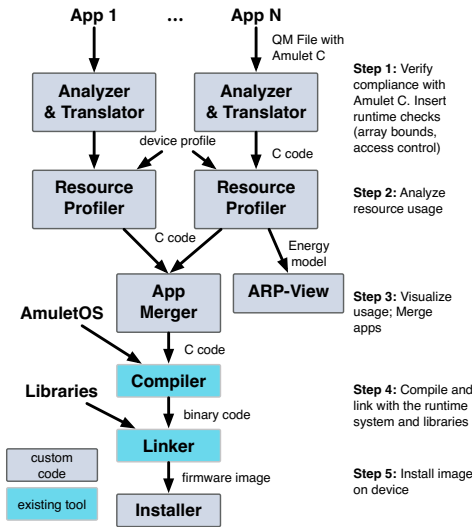 App 1 ... App N
QM File with
Amulet C
Analyzer
& Translator
Analyzer
& Translator
Step 1: Verify
compliance with
Amulet C. Insert
runtime checks
(array bounds,
access control)
device profile
C code
Resource
Profiler
Resource
Profiler
Step 2: Analyze
resource usage
C code
Energy
model
App
Merger
ARP-View
Step 3: Visualize
usage; Merge
apps
AmuletOS
C code
Compiler
Libraries
binary code
Step 4: Compile and
link with the runtime
system and libraries
Linker
custom
code
firmware image
Step 5: Install image
on device
existing tool
Installer